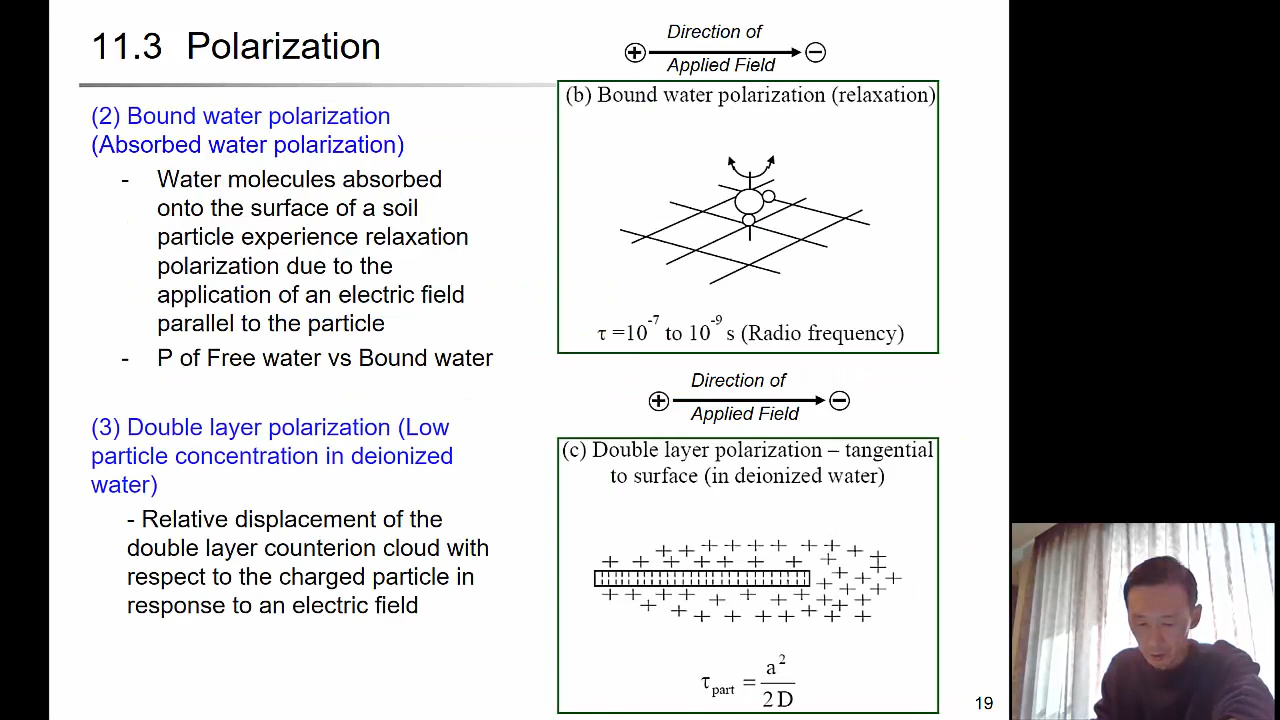 11.3 Polarization
(2) Bound water polarization
(Absorbed water polarization)
- Water molecules absorbed
onto the surface of a soil
particle experience relaxation
polarization due to the
application of an electric field
parallel to the particle
- P of Free water vs Bound water
(3) Double layer polarization (Low
particle concentration in deionized
water)
- Relative displacement of the
double layer counterion cloud with
respect to the charged particle in
response to an electric field
Direction of
Applied Field
(b) Bound water polarization (relaxation)
τ =10^-7 to 10^-9 s (Radio frequency)
Direction of
Applied Field
(c) Double layer polarization – tangential
to surface (in deionized water)
τ_part = a^2 / 2D
19